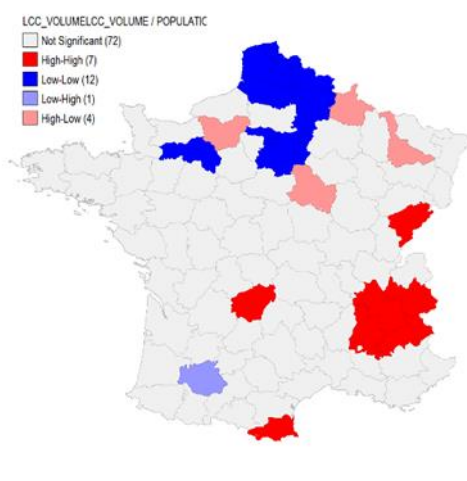 LCC_VOLUMELCC_VOLUME / POPULATIC
Not Significant (72)
High-High (7)
Low-Low (12)
Low-High (1)
High-Low (4)